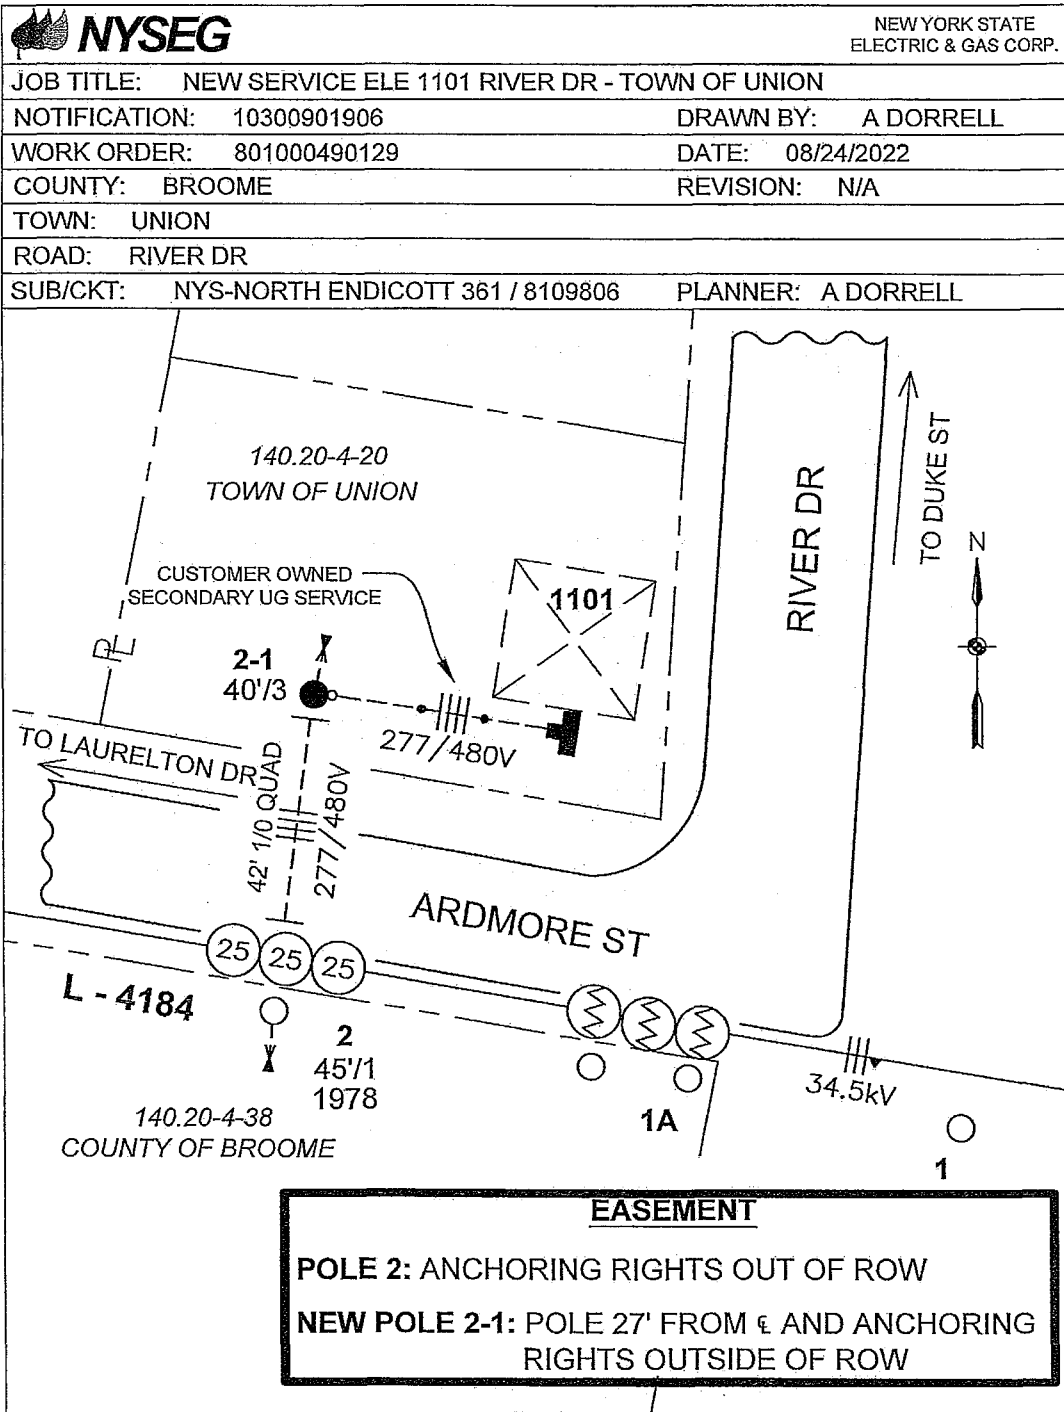 NYSEG
NEW YORK STATE
ELECTRIC & GAS CORP.
JOB TITLE: NEW SERVICE ELE 1101 RIVER DR - TOWN OF UNION
NOTIFICATION: 10300901906 DRAWN BY: A DORRELL
WORK ORDER: 801000490129 DATE: 08/24/2022
COUNTY: BROOME REVISION: N/A
TOWN: UNION
ROAD: RIVER DR
SUB/CKT: NYS-NORTH ENDICOTT 361 / 8109806 PLANNER: A DORRELL
140.20-4-20
TOWN OF UNION
RIVER DR
TO DUKE ST
N
CUSTOMER OWNED
SECONDARY UG SERVICE
1101
PL
2-1
40'/3
277/480V
TO LAURELTON DR
42' 1/0 QUAD
277/480V
ARDMORE ST
25
25
25
L - 4184
2
45'/1
1978
34.5kV
1A
1
140.20-4-38
COUNTY OF BROOME
EASEMENT
POLE 2: ANCHORING RIGHTS OUT OF ROW
NEW POLE 2-1: POLE 27' FROM ℄ AND ANCHORING
RIGHTS OUTSIDE OF ROW